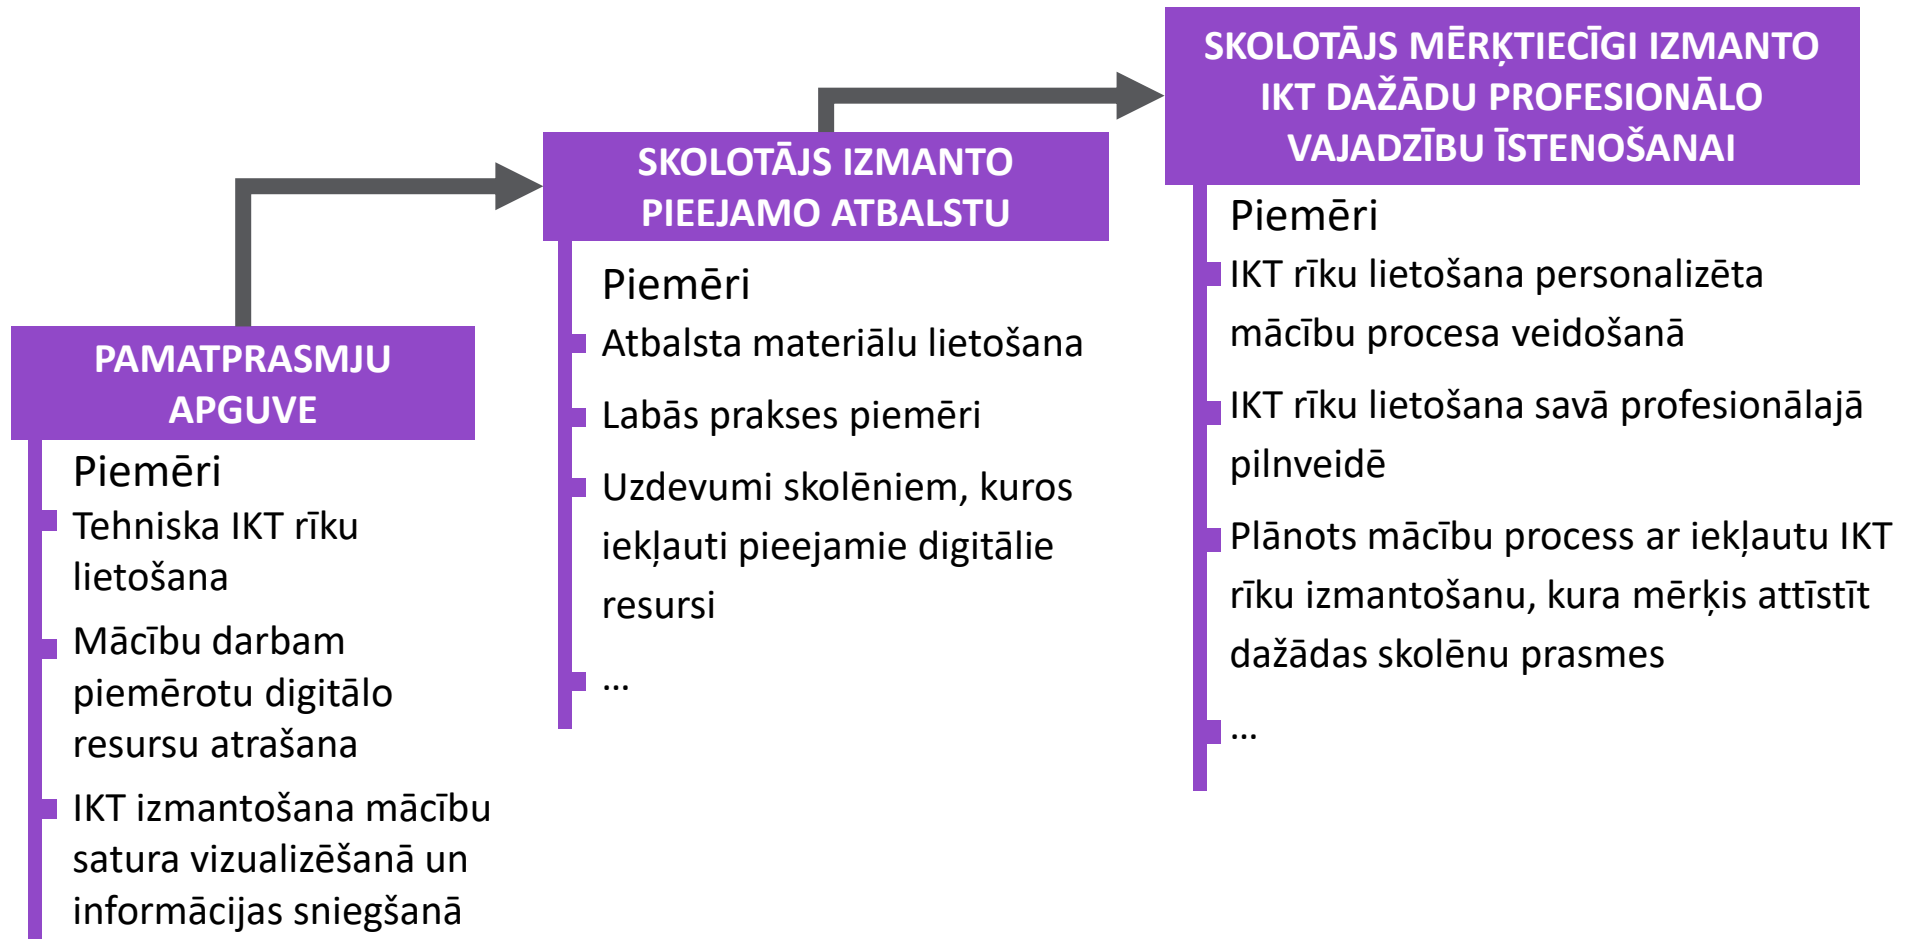 PAMATPRASMJU
APGUVE
Piemēri
Tehniska IKT rīku
lietošana
Mācību darbam
piemērotu digitālo
resursu atrašana
IKT izmantošana mācību
satura vizualizēšanā un
informācijas sniegšanā
SKOLOTĀJS IZMANTO
PIEEJAMO ATBALSTU
Piemēri
Atbalsta materiālu lietošana
Labās prakses piemēri
Uzdevumi skolēniem, kuros
iekļauti pieejamie digitālie
resursi
...
SKOLOTĀJS MĒRĶTIECĪGI IZMANTO
IKT DAŽĀDU PROFESIONĀLO
VAJADZĪBU ĪSTENOŠANAI
Piemēri
IKT rīku lietošana personalizēta
mācību procesa veidošanā
IKT rīku lietošana savā profesionālajā
pilnveidē
Plānots mācību process ar iekļautu IKT
rīku izmantošanu, kura mērķis attīstīt
dažādas skolēnu prasmes
...